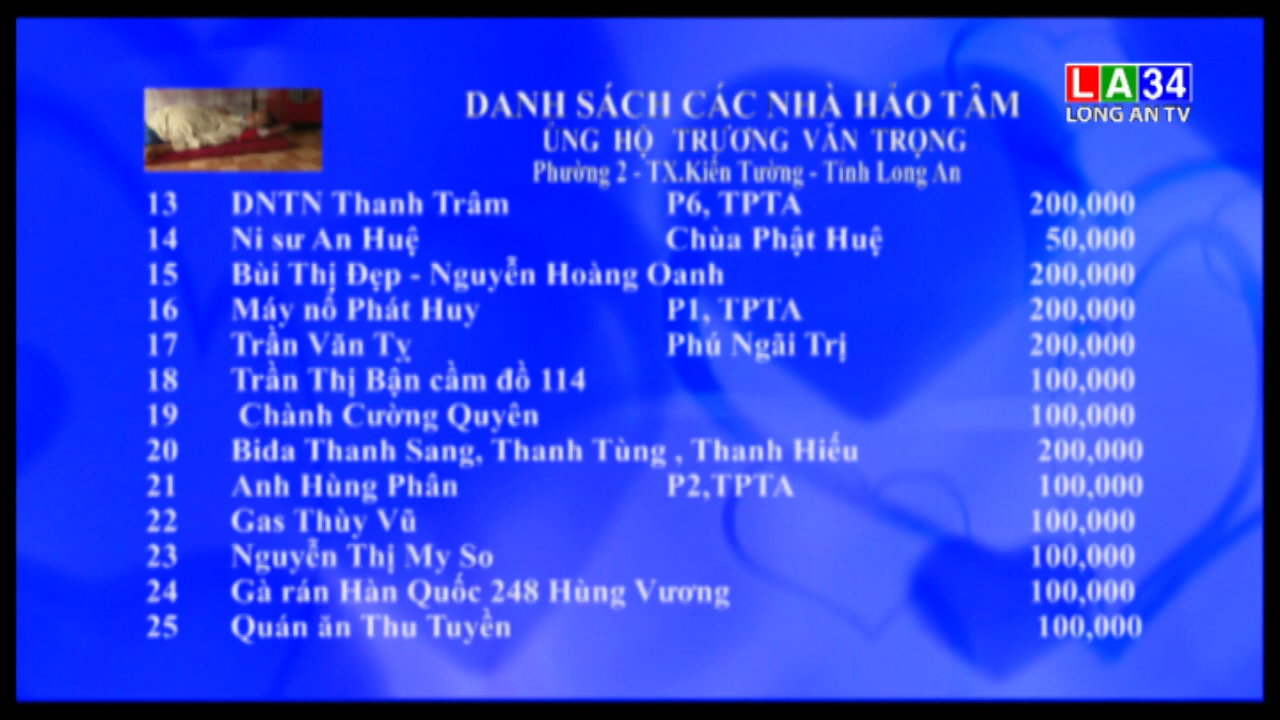 DANH SÁCH CÁC NHÀ HẢO TÂM
ỦNG HỘ TRƯƠNG VĂN TRỌNG
Phường 2 - TX.Kiến Tường - Tỉnh Long An
LA34
LONG AN TV
13 DNTN Thanh Trâm P6, TPTA 200,000
14 Ni sư An Huệ Chùa Phật Huệ 50,000
15 Bùi Thị Đẹp - Nguyễn Hoàng Oanh 200,000
16 Máy nổ Phát Huy P1, TPTA 200,000
17 Trần Văn Tỵ Phú Ngãi Trị 200,000
18 Trần Thị Bận cầm đồ 114 100,000
19 Chành Cường Quyên 100,000
20 Bida Thanh Sang, Thanh Tùng , Thanh Hiếu 200,000
21 Anh Hùng Phân P2,TPTA 100,000
22 Gas Thùy Vũ 100,000
23 Nguyễn Thị My So 100,000
24 Gà rán Hàn Quốc 248 Hùng Vương 100,000
25 Quán ăn Thu Tuyền 100,000